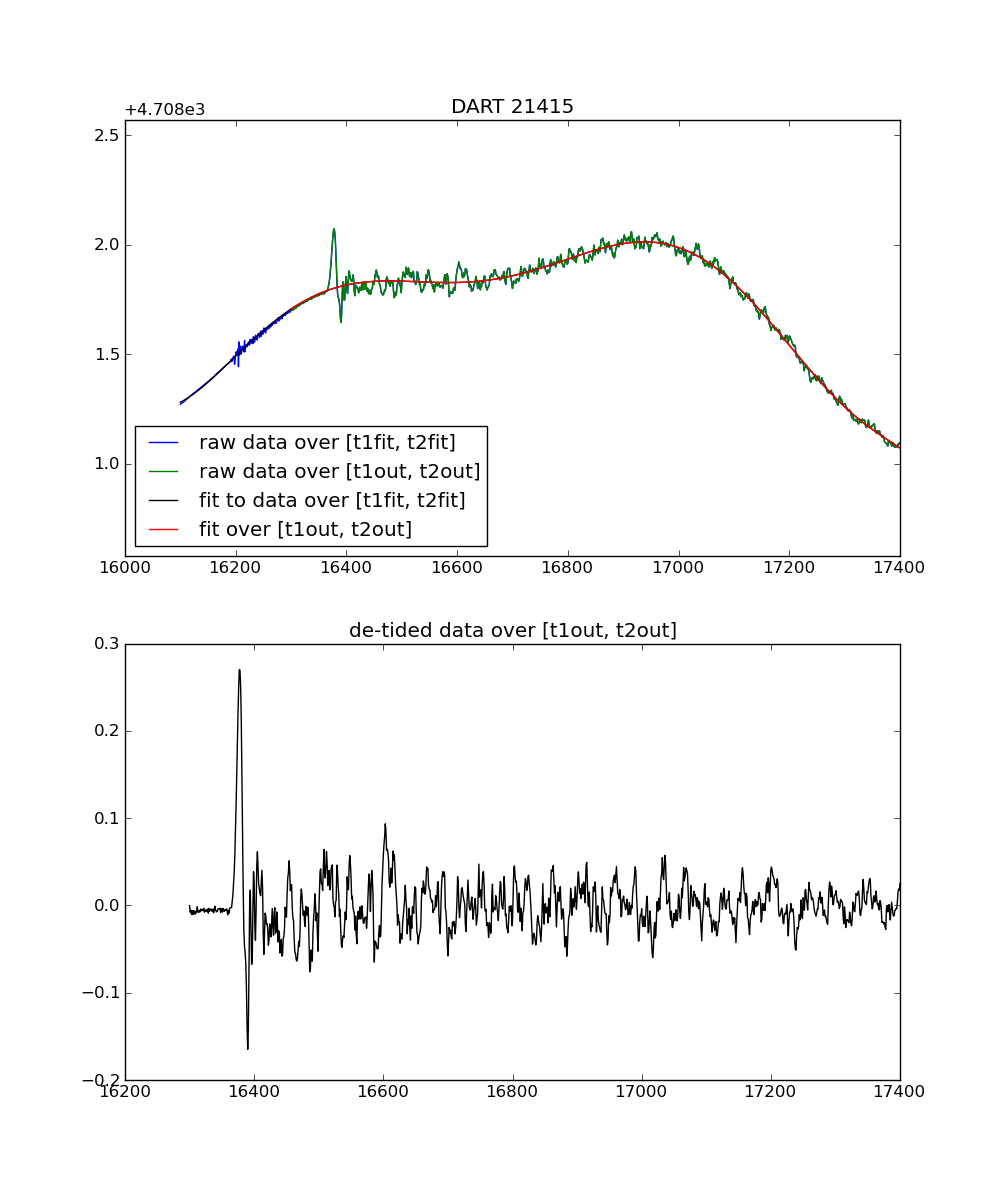 +4.708e3
DART 21415
2.5
2.0
1.5
1.0
raw data over [t1fit, t2fit]
raw data over [t1out, t2out]
fit to data over [t1fit, t2fit]
fit over [t1out, t2out]
16000 16200 16400 16600 16800 17000 17200 17400
de-tided data over [t1out, t2out]
0.3
0.2
0.1
0.0
−0.1
−0.2
16200 16400 16600 16800 17000 17200 17400